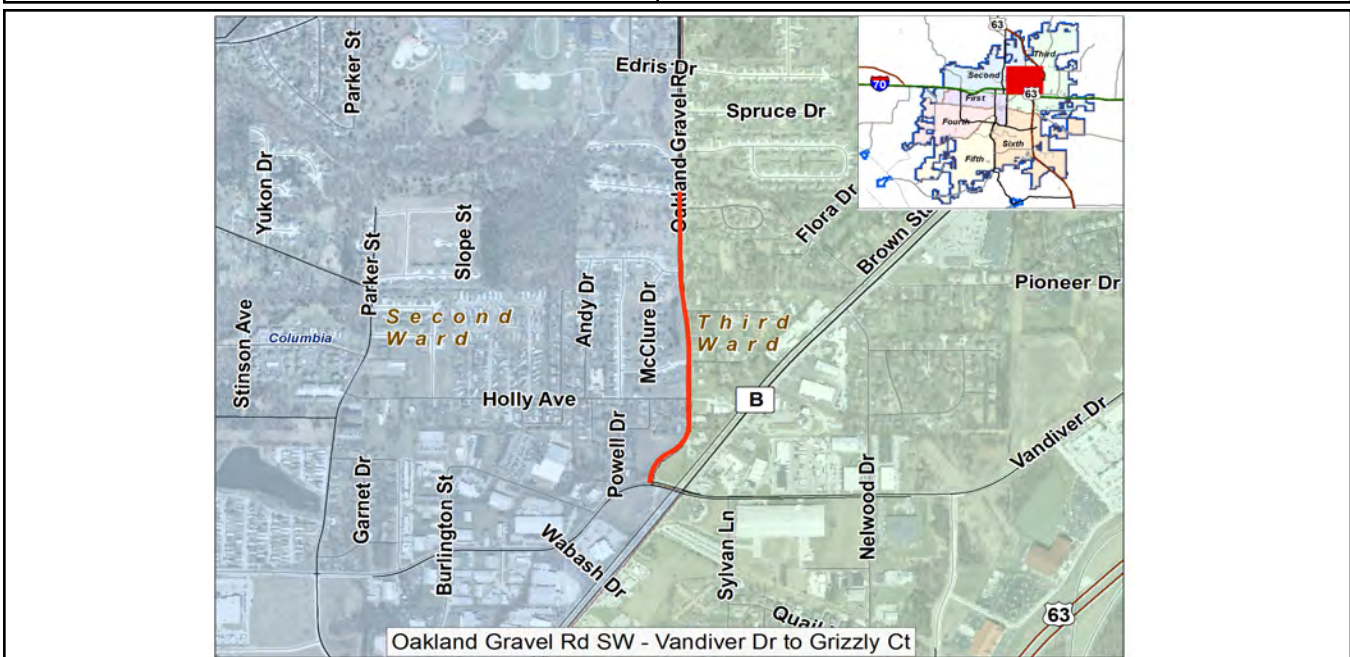 Parker St
Edris Dr
Oakland Gravel Rd
Spruce Dr
Yukon Dr
Flora Dr
Brown St
Parker St
Slope St
Pioneer Dr
Andy Dr
McClure Dr
Second
Ward
Third
Ward
Stinson Ave
Columbia
Holly Ave
B
Powell Dr
Vandiver Dr
Garnet Dr
Burlington St
Wabash Dr
Sylvan Ln
Nelwood Dr
Quail
63
63
Third
Second
70
63
First
Fourth
Sixth
Fifth
Oakland Gravel Rd SW - Vandiver Dr to Grizzly Ct